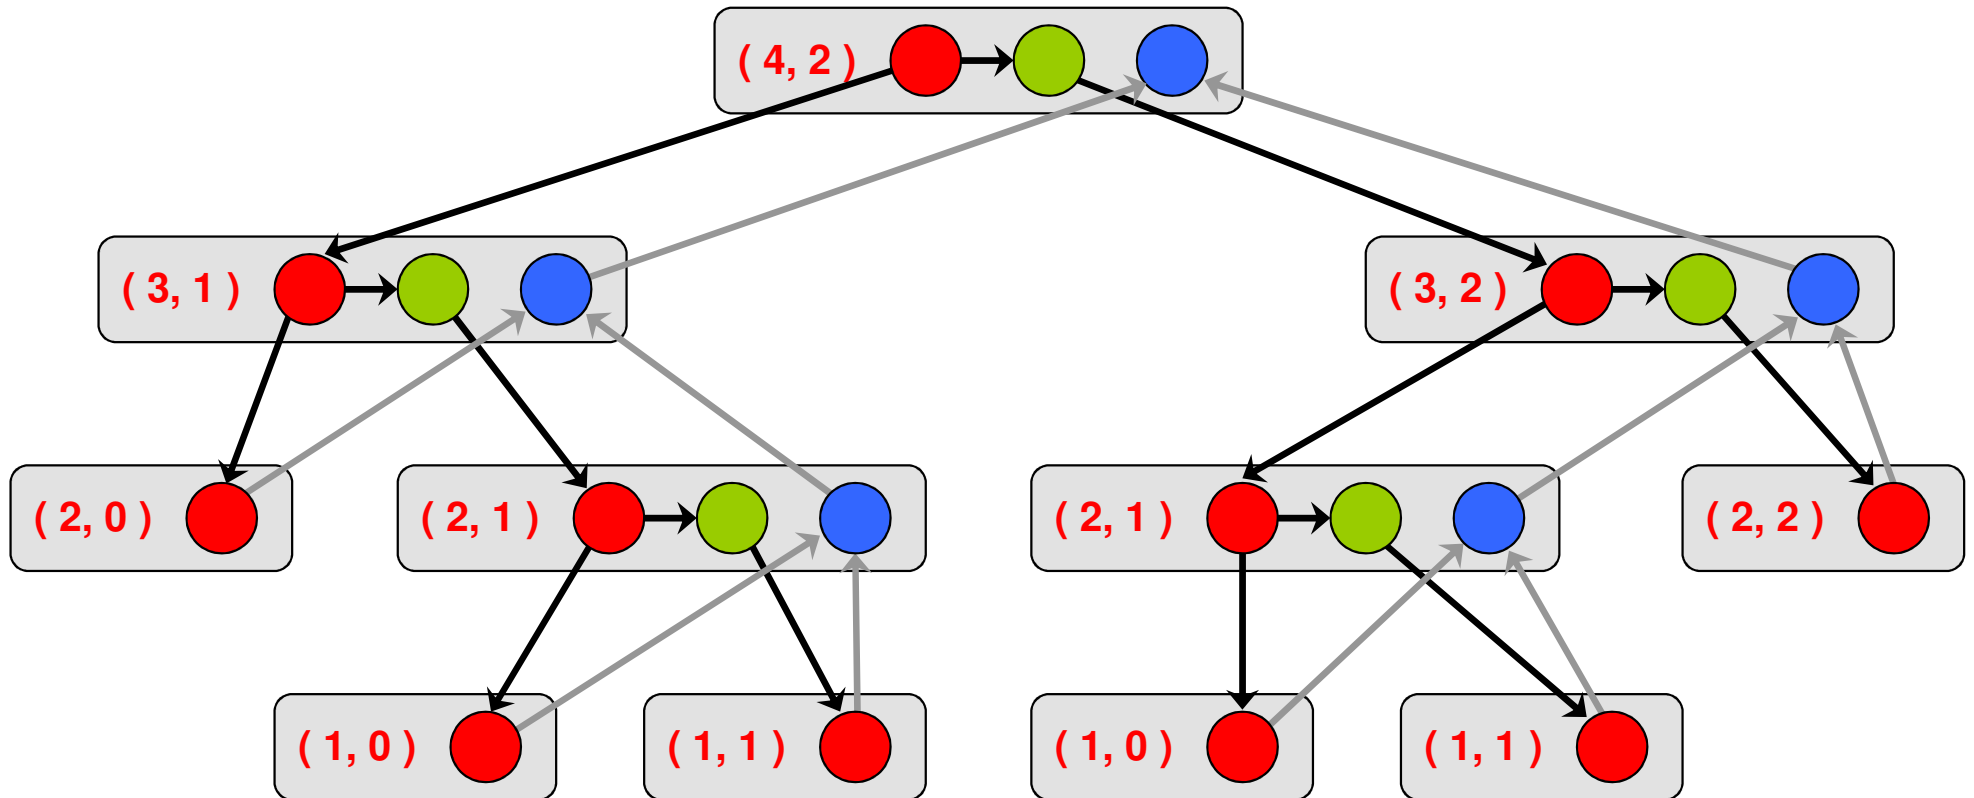 ( 4, 2 )
( 3, 1 )
( 3, 2 )
( 2, 0 )
( 2, 1 )
( 2, 1 )
( 2, 2 )
( 1, 0 )
( 1, 1 )
( 1, 0 )
( 1, 1 )